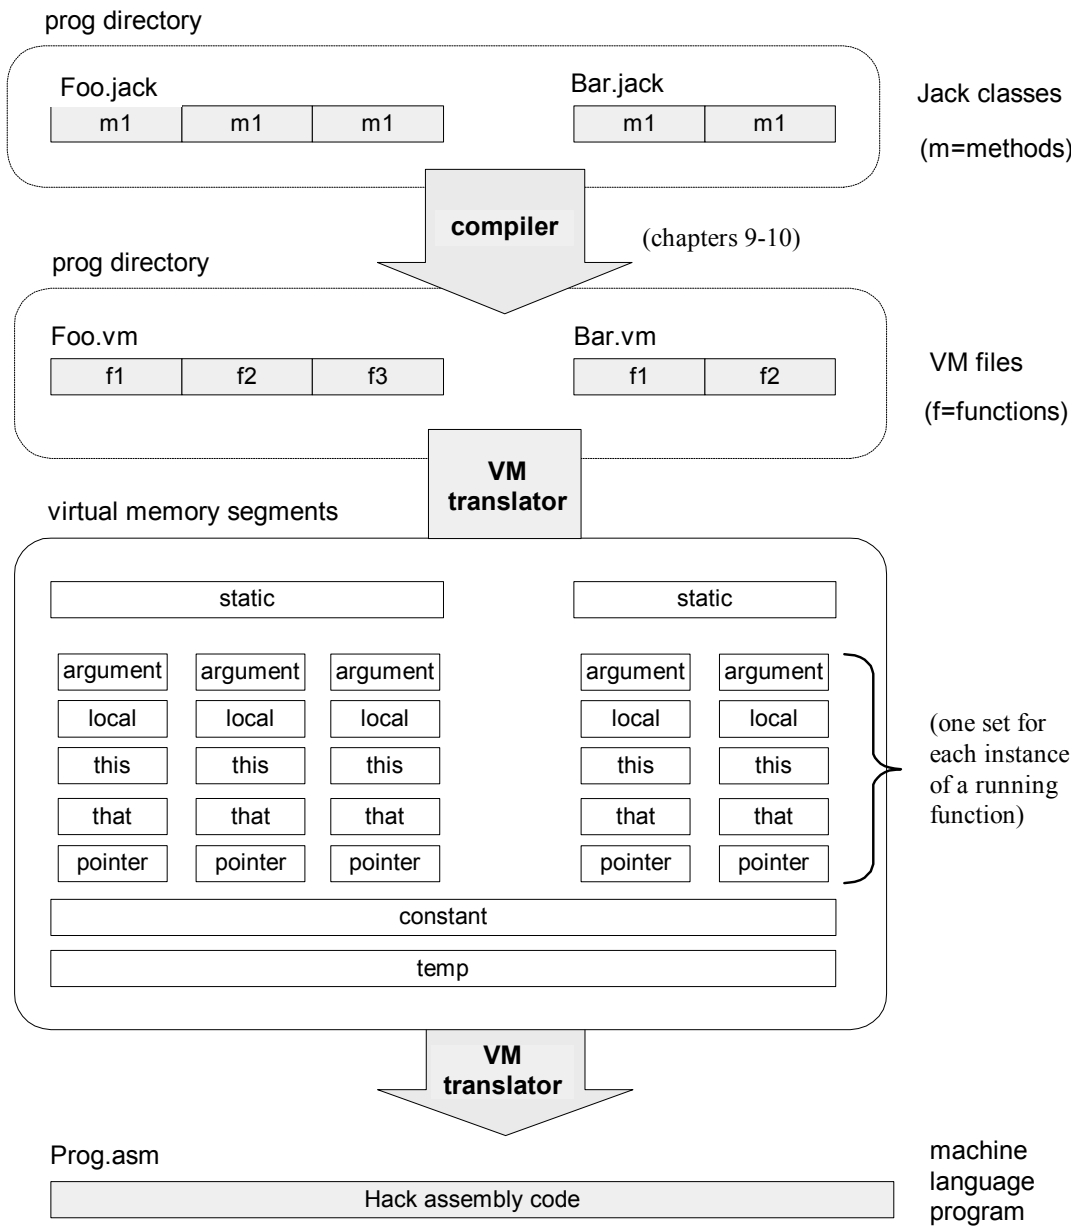 prog directory
Foo.jack
Bar.jack
m1 m1 m1
m1 m1
Jack classes
(m=methods)
compiler
(chapters 9-10)
prog directory
Foo.vm
Bar.vm
f1 f2 f3
f1 f2
VM files
(f=functions)
VM
translator
virtual memory segments
static
static
argument argument argument argument argument
local local local local local
this this this this this
that that that that that
pointer pointer pointer pointer pointer
(one set for
each instance
of a running
function)
constant
temp
VM
translator
Prog.asm
Hack assembly code
machine
language
program